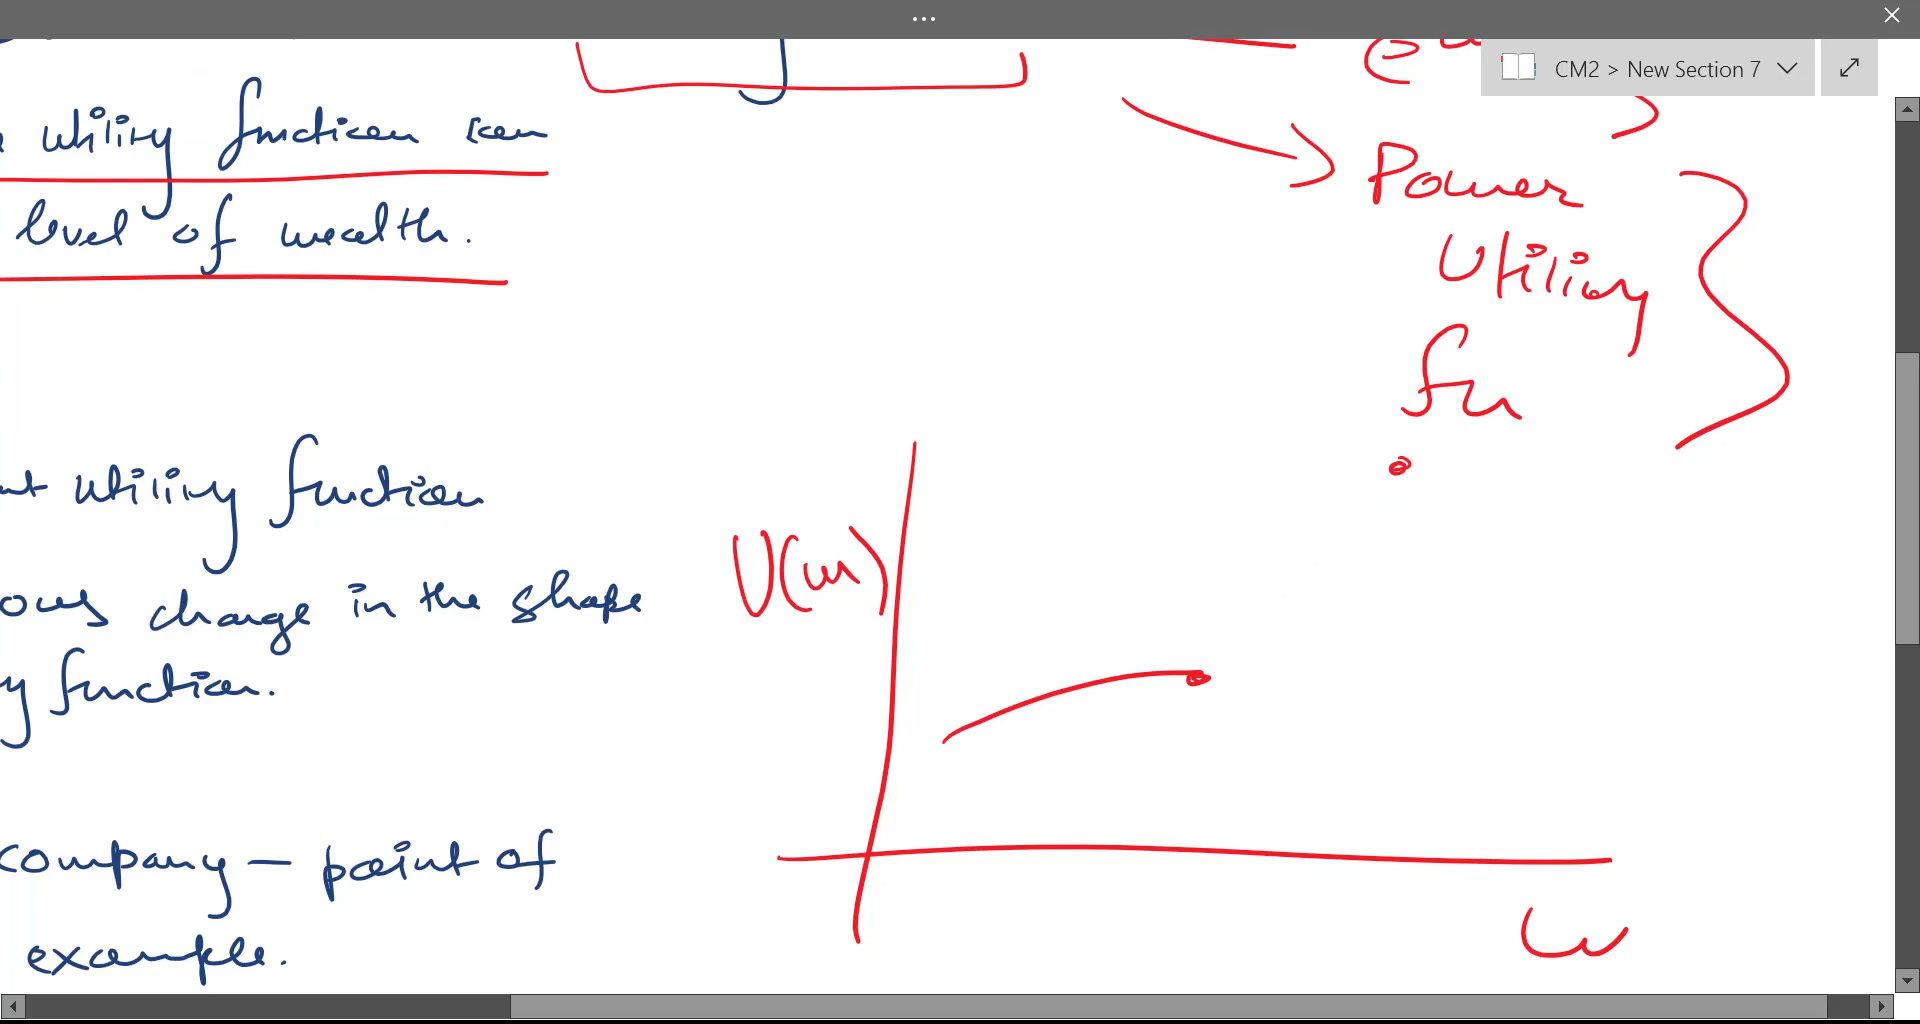 CM2 > New Section 7
utility function can
level of wealth.
Power
Utility
fn
utility function
change in the shape
function.
U(w)
company – point of
example.
w